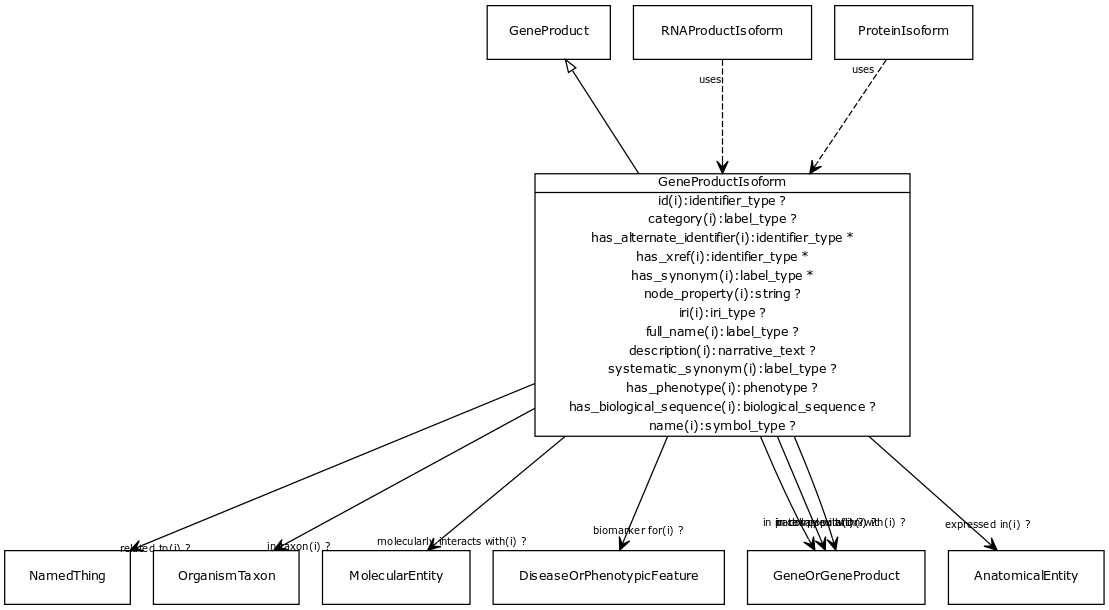 GeneProduct
RNAProductIsoform
ProteinIsoform
uses
uses
GeneProductIsoform
id(i):identifier_type ?
category(i):label_type ?
has_alternate_identifier(i):identifier_type *
has_xref(i):identifier_type *
has_synonym(i):label_type *
node_property(i):string ?
iri(i):iri_type ?
full_name(i):label_type ?
description(i):narrative_text ?
systematic_synonym(i):label_type ?
has_phenotype(i):phenotype ?
has_biological_sequence(i):biological_sequence ?
name(i):symbol_type ?
related to(i) ?
in taxon(i) ?
molecularly interacts with(i) ?
biomarker for(i) ?
in
with(i) ?
expressed in(i) ?
NamedThing
OrganismTaxon
MolecularEntity
DiseaseOrPhenotypicFeature
GeneOrGeneProduct
AnatomicalEntity